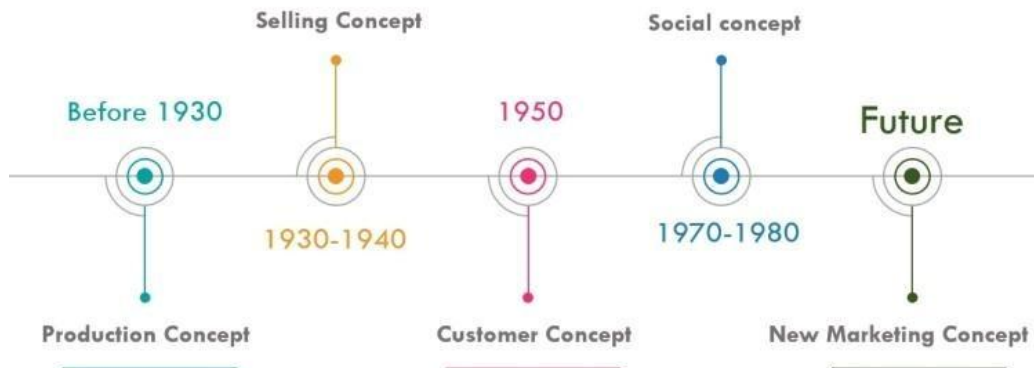 Selling Concept
Social concept
Before 1930
1950
Future
1930-1940
1970-1980
Production Concept
Customer Concept
New Marketing Concept